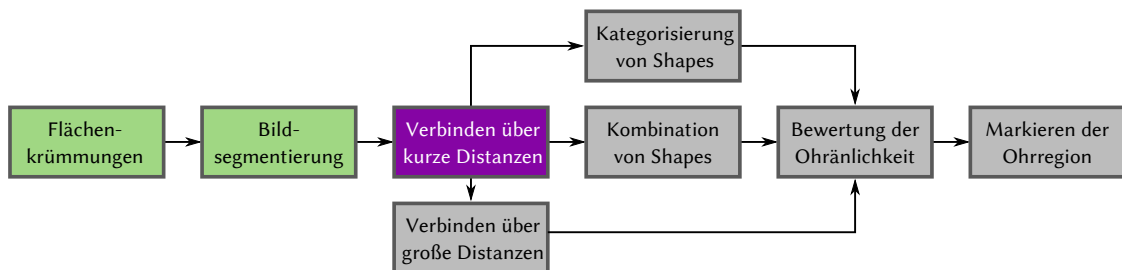 Kategorisierung
von Shapes
Flächen-
krümmungen
Bild-
segmentierung
Verbinden über
kurze Distanzen
Kombination
von Shapes
Bewertung der
Ohränlichkeit
Markieren der
Ohrregion
Verbinden über
große Distanzen